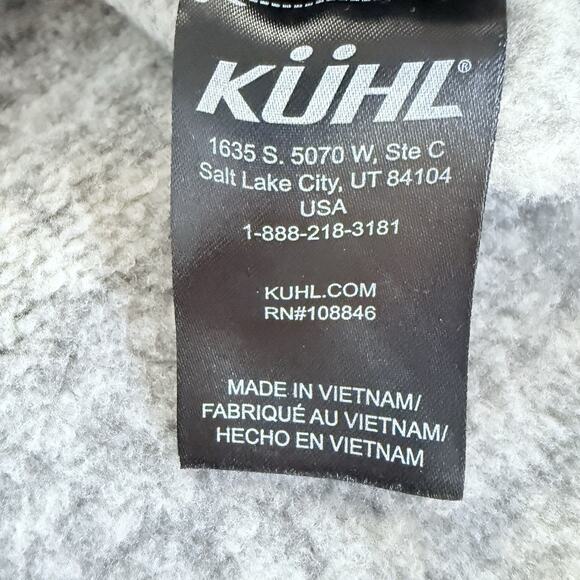 KÜHL®
1635 S. 5070 W, Ste C
Salt Lake City, UT 84104
USA
1-888-218-3181
KUHL.COM
RN#108846
MADE IN VIETNAM/
FABRIQUÉ AU VIETNAM/
HECHO EN VIETNAM